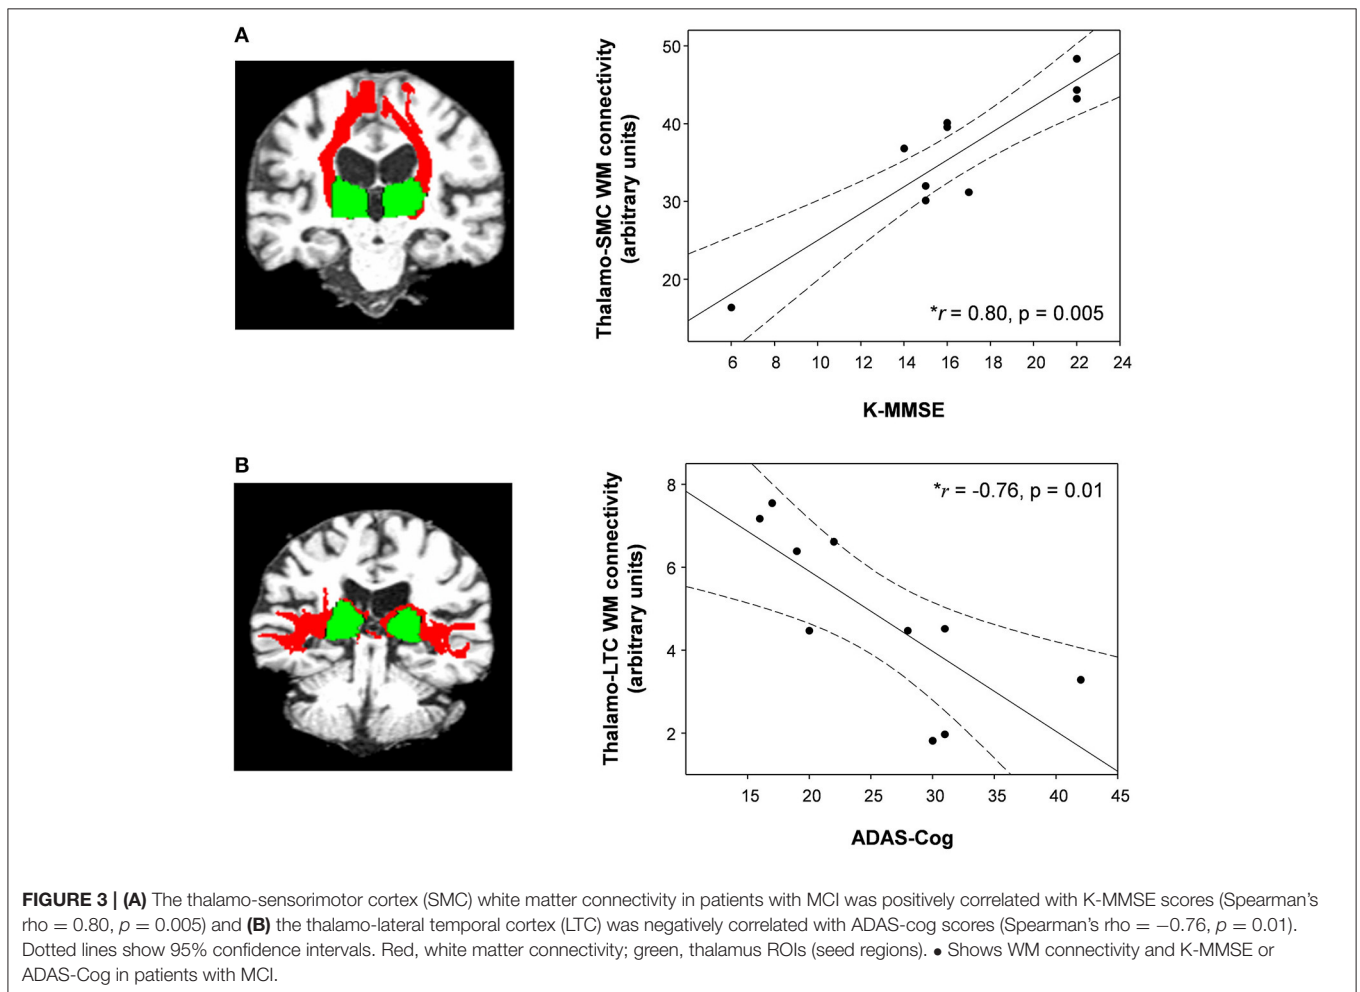 A
Thalamo-SMC WM connectivity
(arbitrary units)
50
40
30
20
*r = 0.80, p = 0.005
6 8 10 12 14 16 18 20 22 24
K-MMSE
B
Thalamo-LTC WM connectivity
(arbitrary units)
8
6
4
2
*r = -0.76, p = 0.01
15 20 25 30 35 40 45
ADAS-Cog
FIGURE 3 | (A) The thalamo-sensorimotor cortex (SMC) white matter connectivity in patients with MCI was positively correlated with K-MMSE scores (Spearman’s
rho = 0.80, p = 0.005) and (B) the thalamo-lateral temporal cortex (LTC) was negatively correlated with ADAS-cog scores (Spearman’s rho = −0.76, p = 0.01).
Dotted lines show 95% confidence intervals. Red, white matter connectivity; green, thalamus ROIs (seed regions). • Shows WM connectivity and K-MMSE or
ADAS-Cog in patients with MCI.